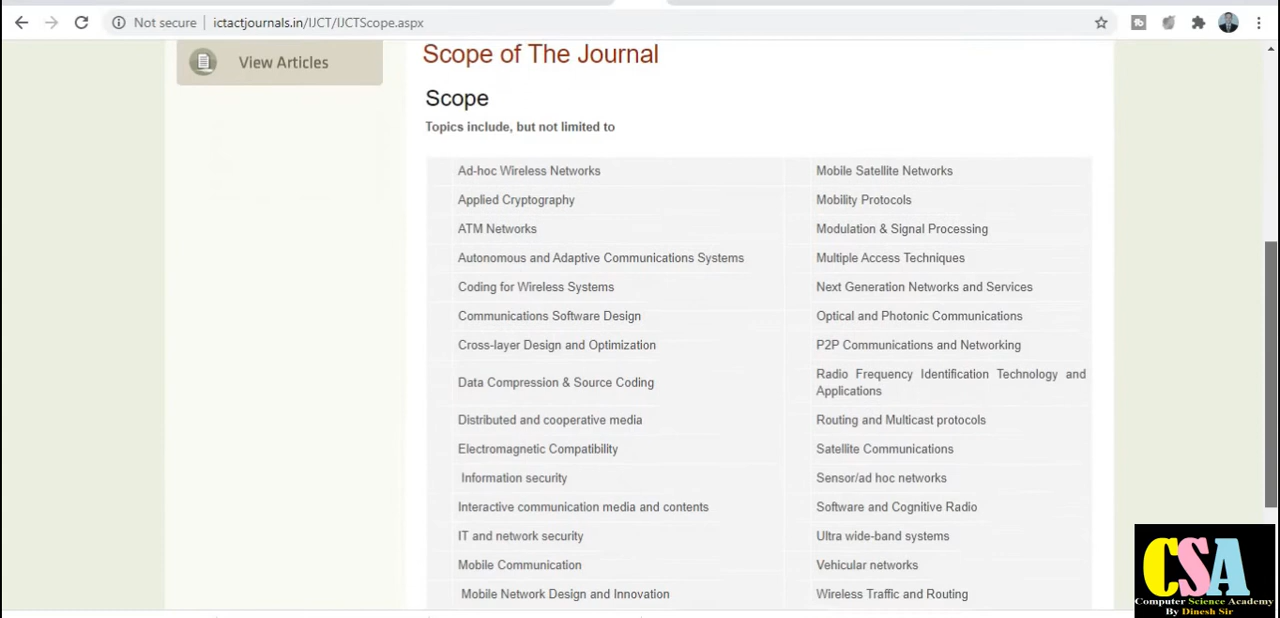 Not secure | ictactjournals.in/IJCT/IJCTScope.aspx
View Articles
Scope of The Journal
Scope
Topics include, but not limited to
Ad-hoc Wireless Networks
Mobile Satellite Networks
Applied Cryptography
Mobility Protocols
ATM Networks
Modulation & Signal Processing
Autonomous and Adaptive Communications Systems
Multiple Access Techniques
Coding for Wireless Systems
Next Generation Networks and Services
Communications Software Design
Optical and Photonic Communications
Cross-layer Design and Optimization
P2P Communications and Networking
Data Compression & Source Coding
Radio Frequency Identification Technology and
Applications
Distributed and cooperative media
Routing and Multicast protocols
Electromagnetic Compatibility
Satellite Communications
Information security
Sensor/ad hoc networks
Interactive communication media and contents
Software and Cognitive Radio
IT and network security
Ultra wide-band systems
Mobile Communication
Vehicular networks
Mobile Network Design and Innovation
Wireless Traffic and Routing
CSA
Computer Science Academy
By Dinesh Sir